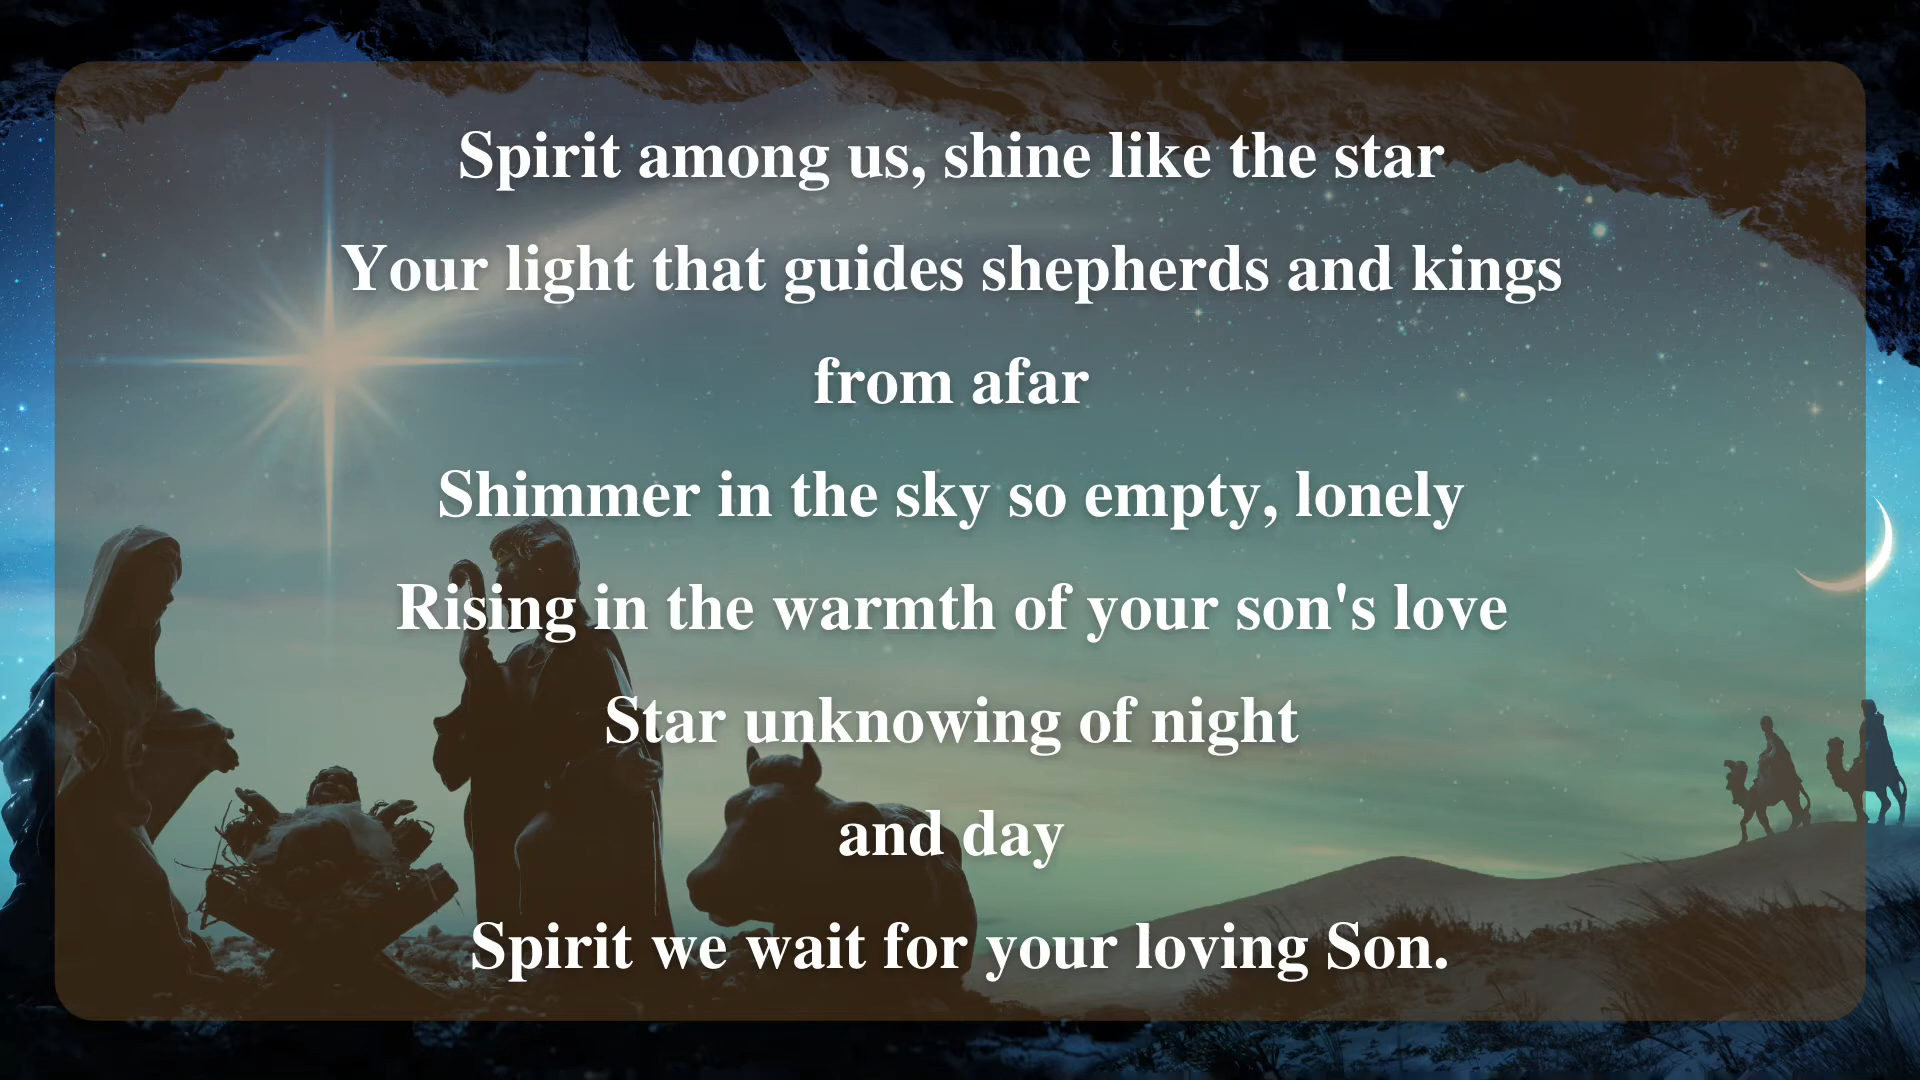 Spirit among us, shine like the star
Your light that guides shepherds and kings
from afar
Shimmer in the sky so empty, lonely
Rising in the warmth of your son's love
Star unknowing of night
and day
Spirit we wait for your loving Son.